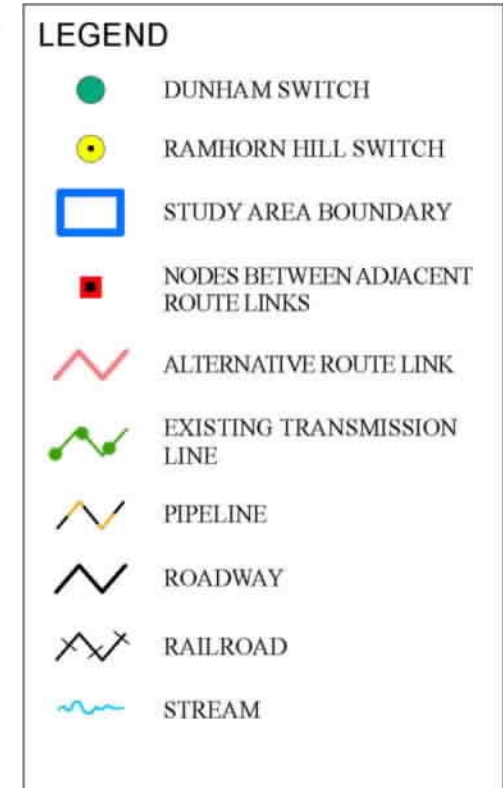 LEGEND
DUNHAM SWITCH
RAMHORN HILL SWITCH
STUDY AREA BOUNDARY
NODES BETWEEN ADJACENT
ROUTE LINKS
ALTERNATIVE ROUTE LINK
EXISTING TRANSMISSION
LINE
PIPELINE
ROADWAY
RAILROAD
STREAM